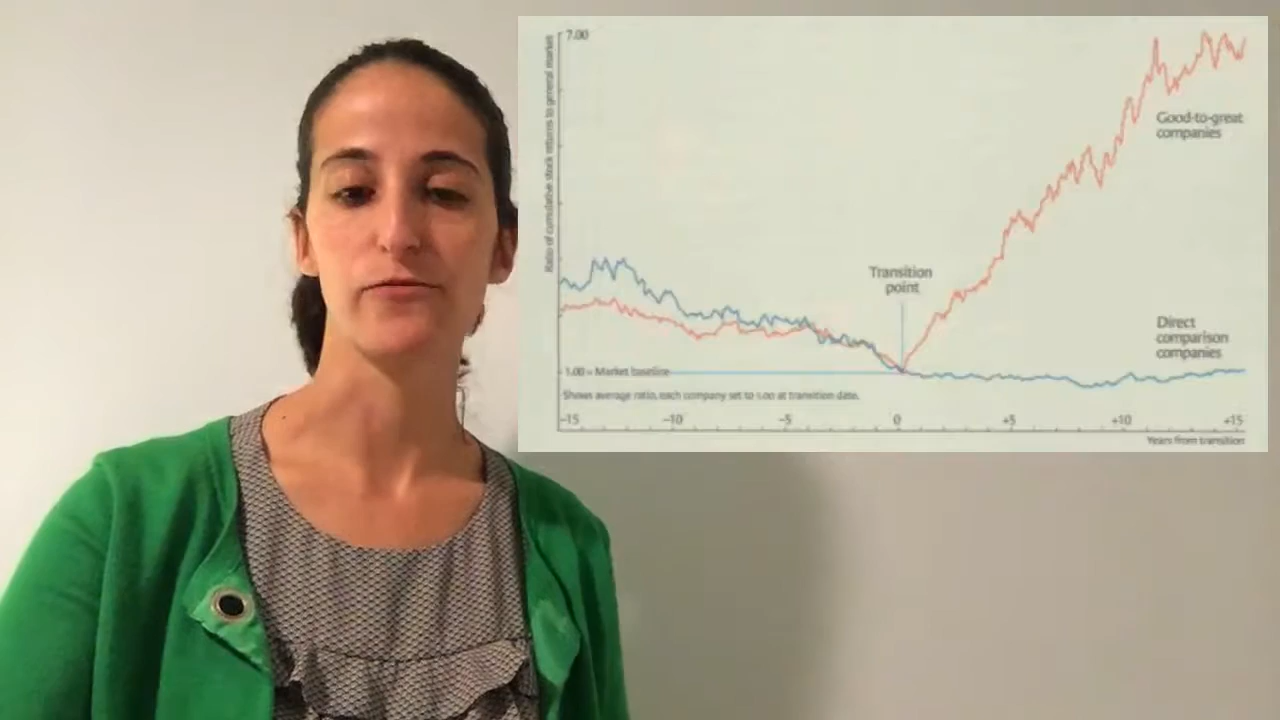 Ratio of cumulative stock returns to general market
7.00
Good-to-great
companies
Transition
point
Direct
comparison
companies
1.00 = Market baseline
Shows average ratio, each company set to 1.00 at transition date.
-15 -10 -5 0 +5 +10 +15
Years from transition